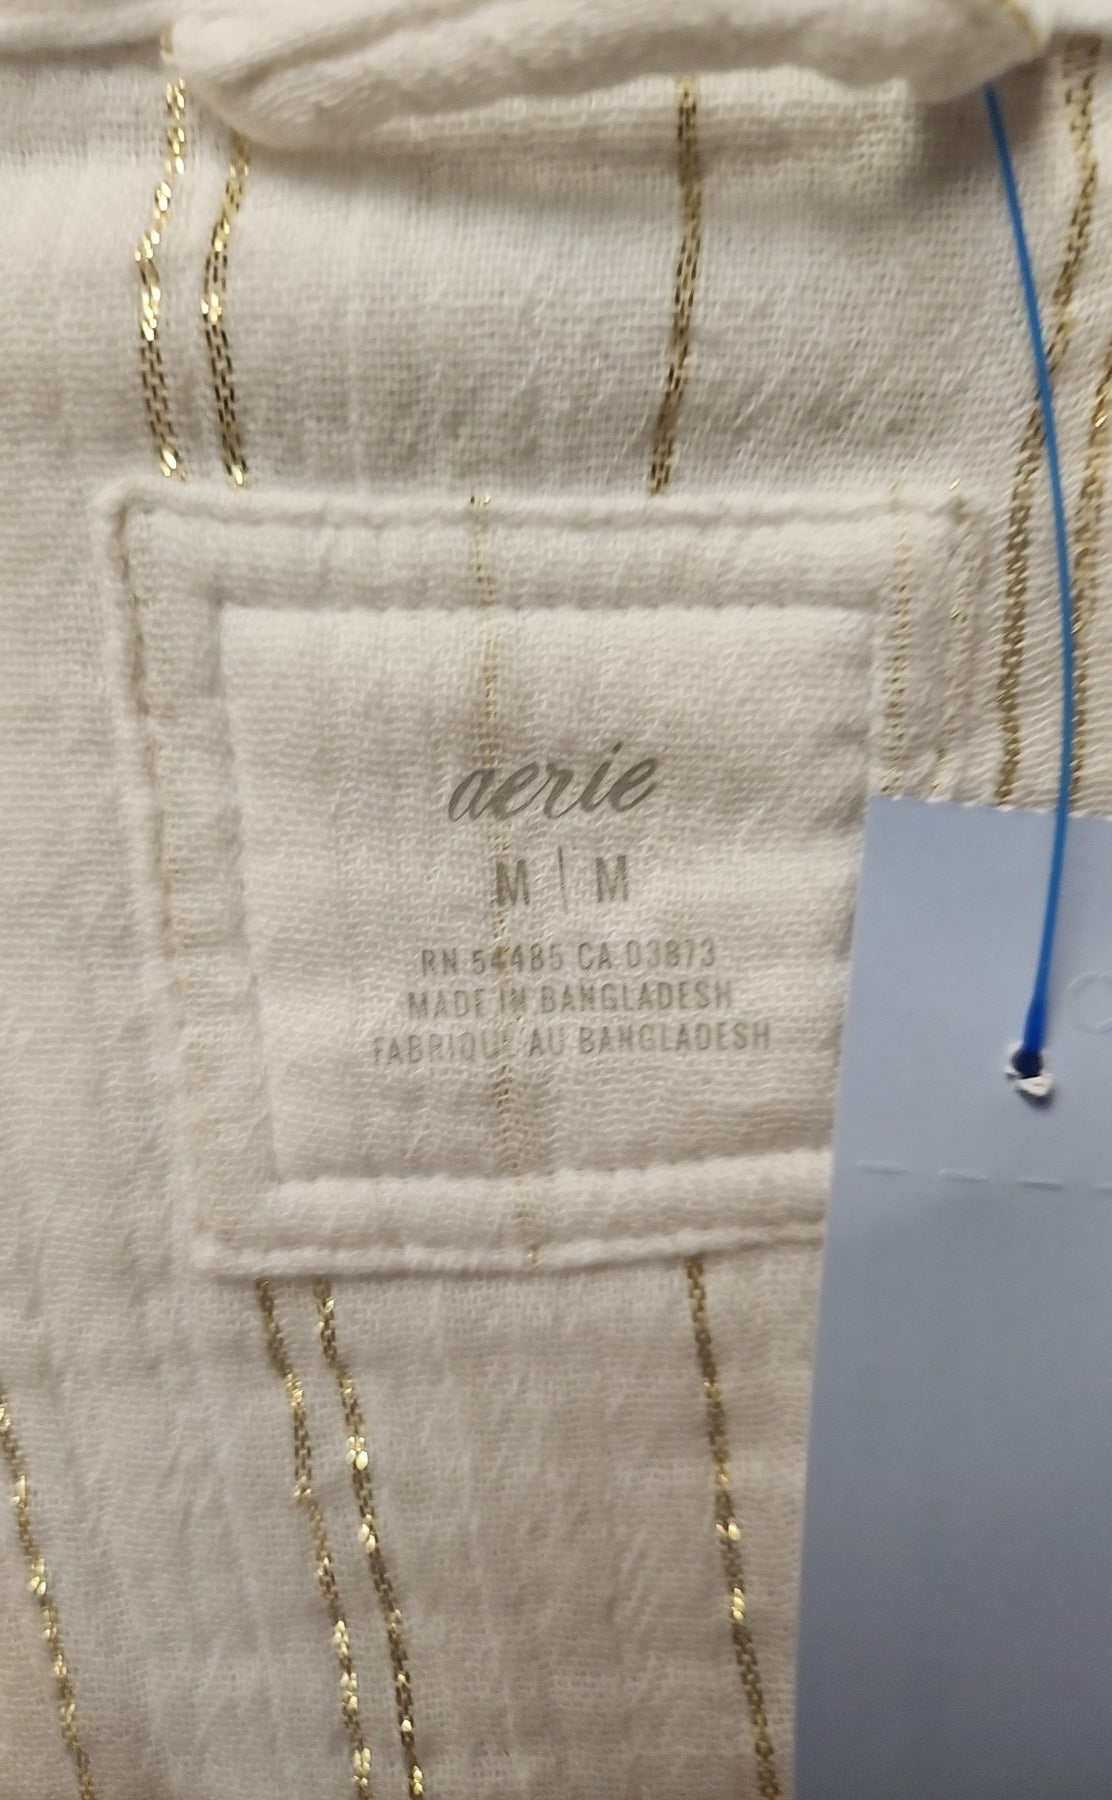 aerie
M | M
RN 54485 CA 03873
MADE IN BANGLADESH
FABRIQUÉ AU BANGLADESH